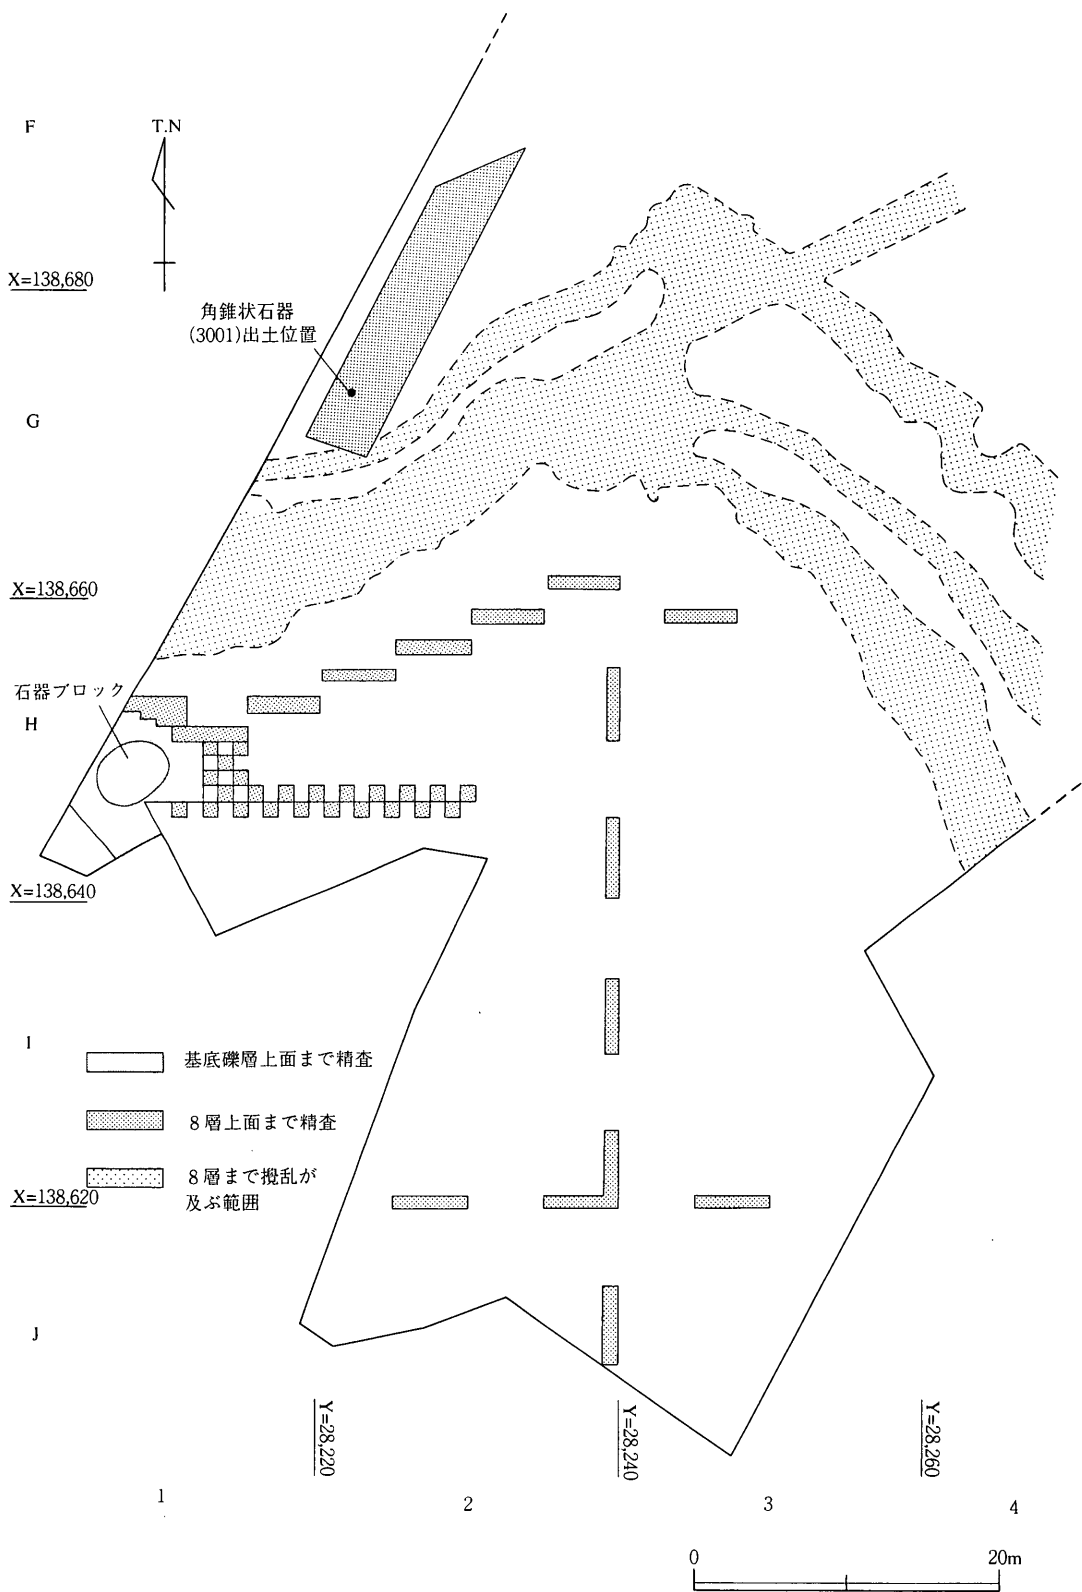 F
T.N
X=138,680
角錐状石器
(3001)出土位置
G
X=138,660
石器ブロック
H
X=138,640
I
基底礫層上面まで精査
8層上面まで精査
8層まで攪乱が
及ぶ範囲
X=138,620
J
Y=28,220
Y=28,240
Y=28,260
1
2
3
4
0
20m